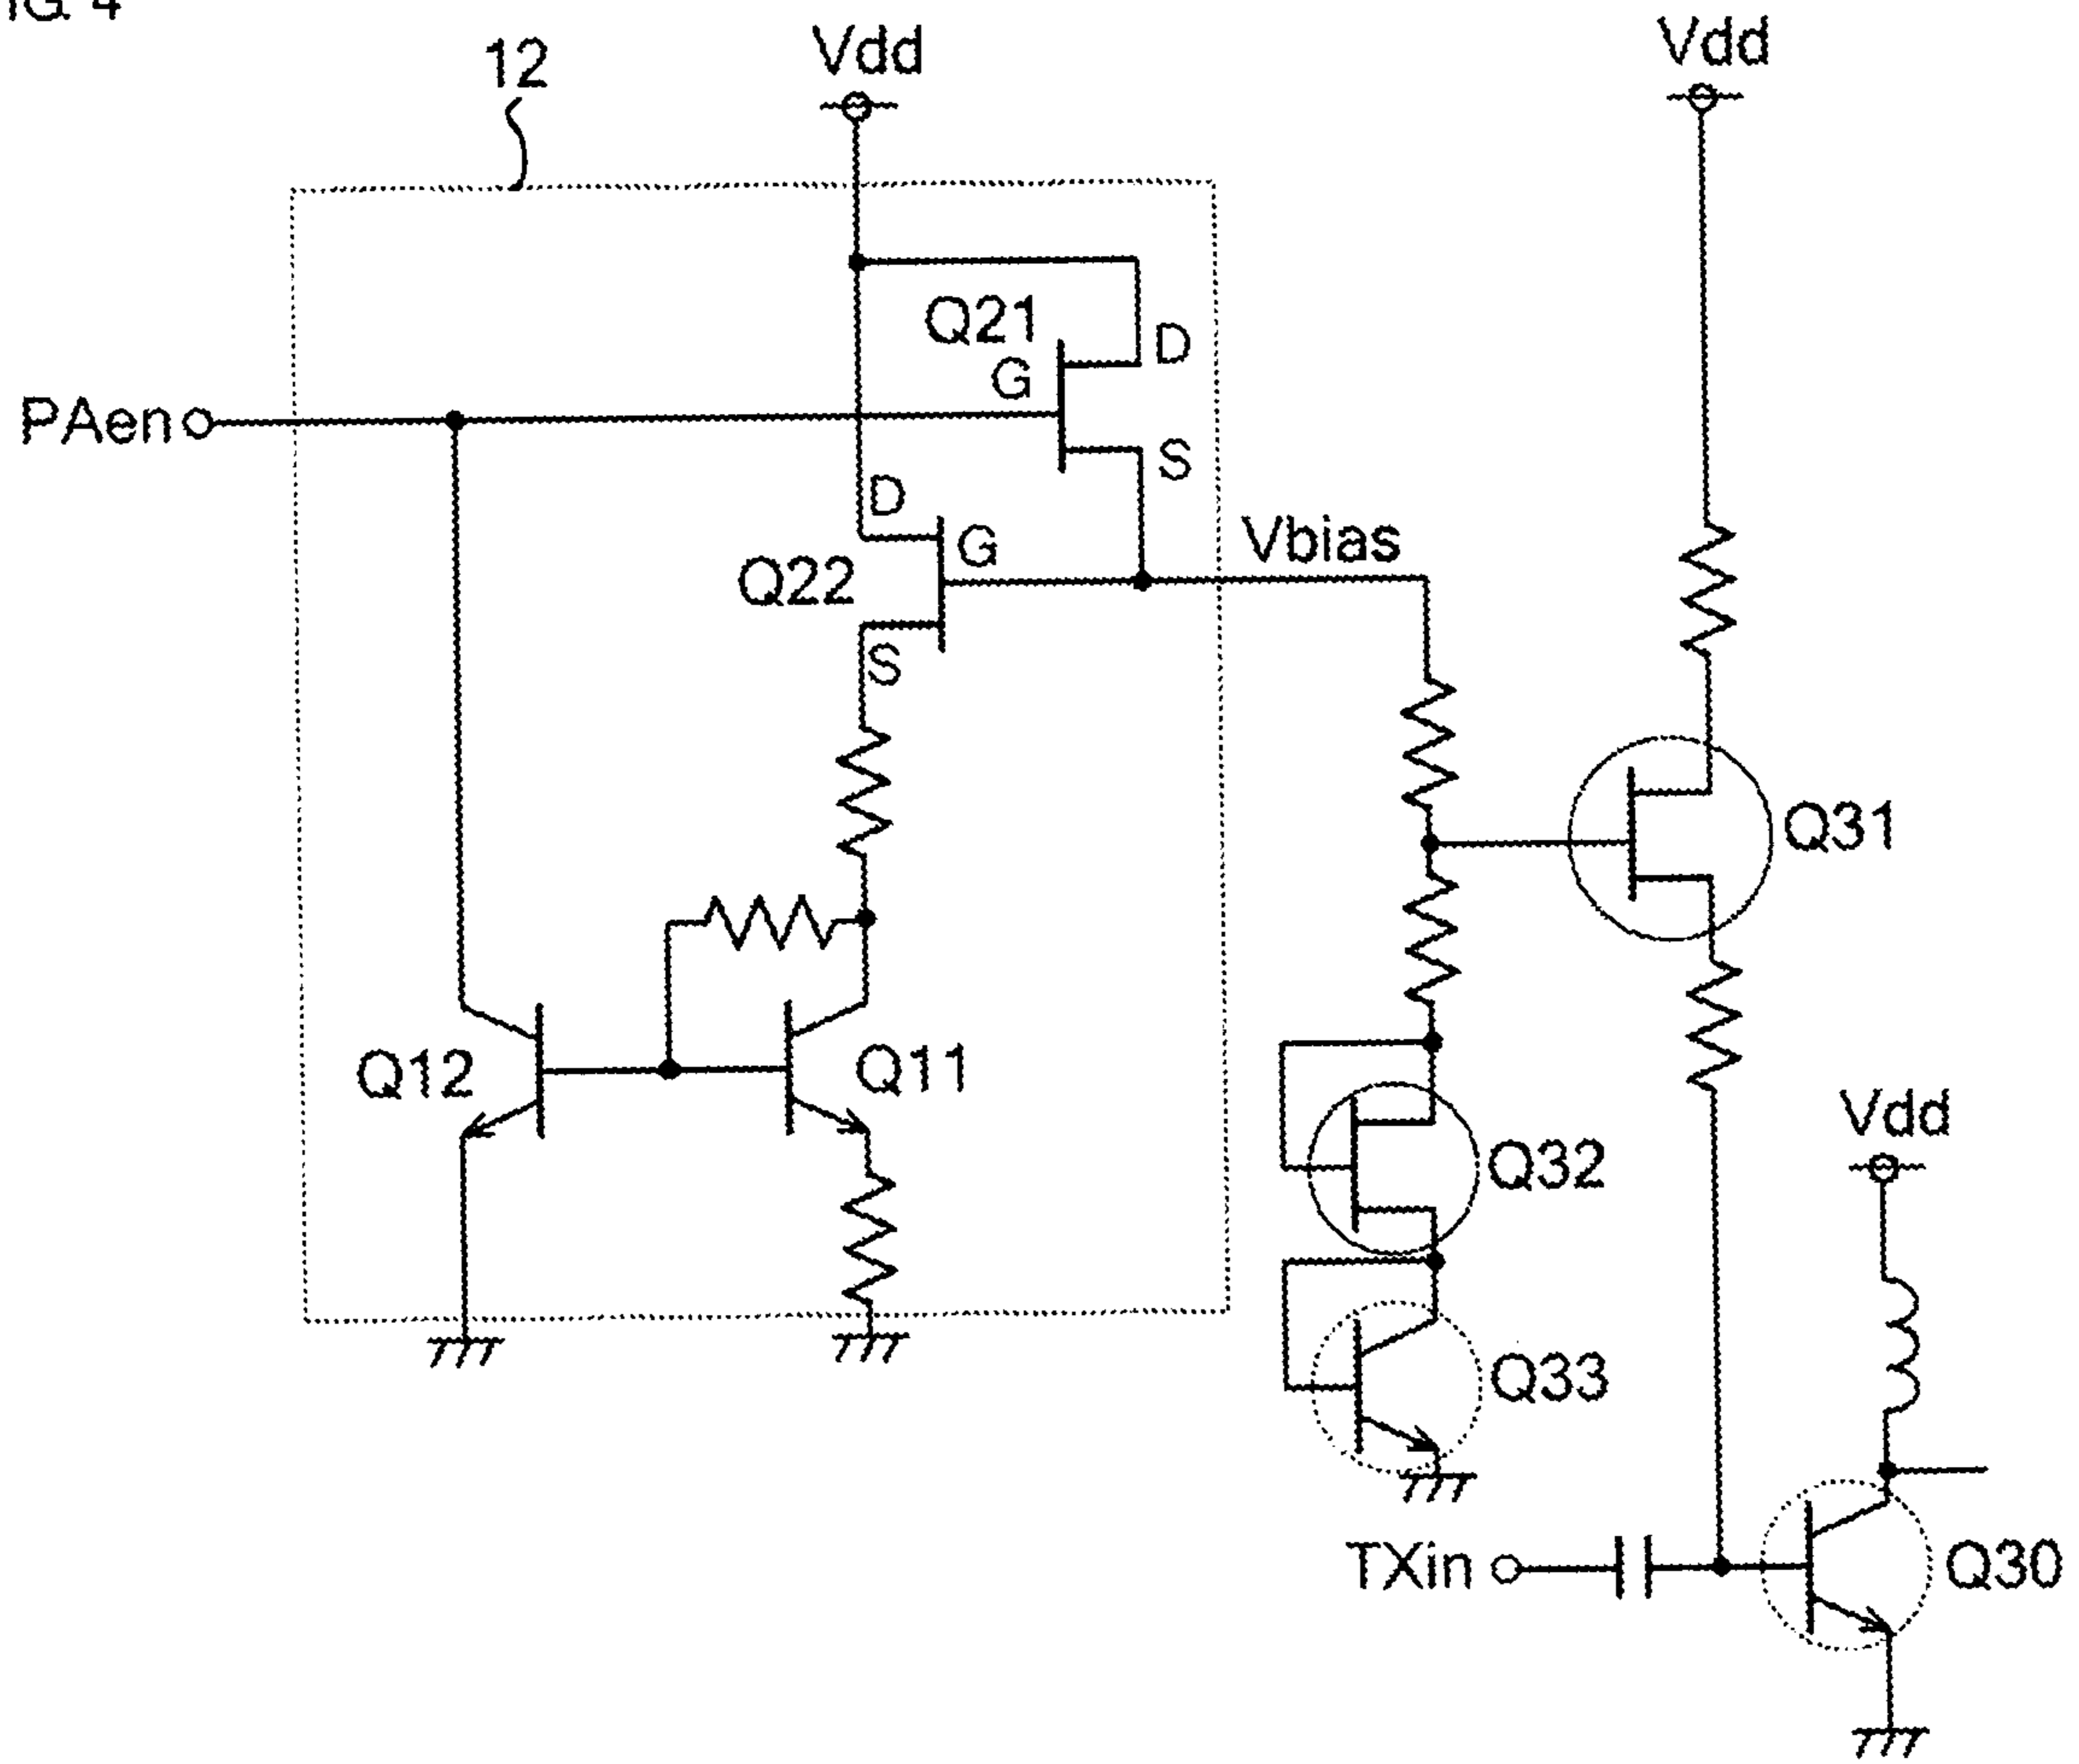 12
Vdd
Vdd
Q21
D
G
PAen
S
D
G
Vbias
Q22
S
Q31
Q12
Q11
Vdd
Q32
Q33
TXin
Q30